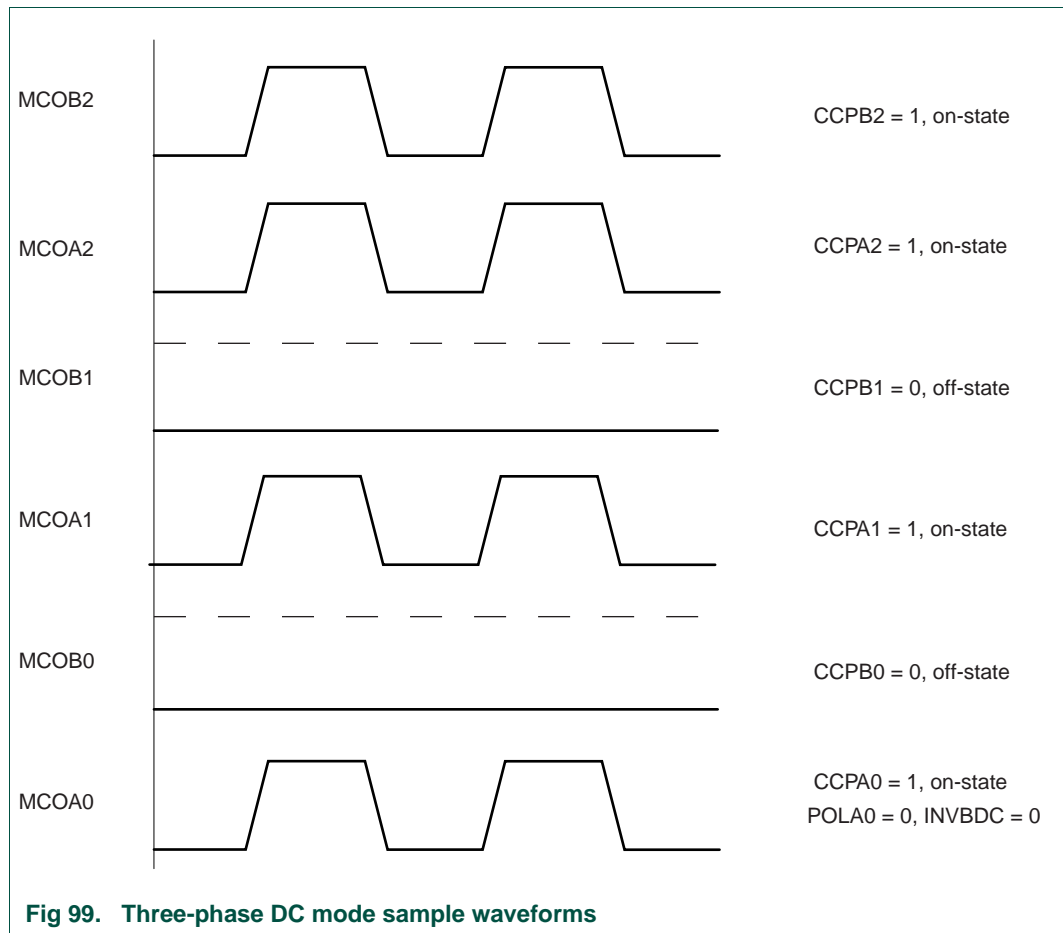 MCOB2
CCPB2 = 1, on-state
MCOA2
CCPA2 = 1, on-state
MCOB1
CCPB1 = 0, off-state
MCOA1
CCPA1 = 1, on-state
MCOB0
CCPB0 = 0, off-state
MCOA0
CCPA0 = 1, on-state
POLA0 = 0, INVBDC = 0
Fig 99. Three-phase DC mode sample waveforms